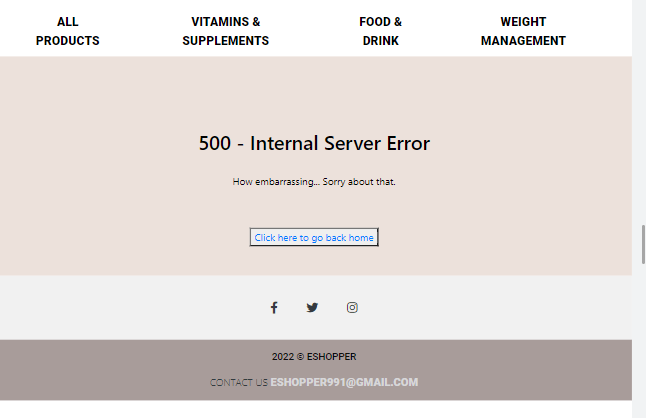 ALL VITAMINS & FOOD & WEIGHT
PRODUCTS SUPPLEMENTS DRINK MANAGEMENT
500 - Internal Server Error
How embarrassing... Sorry about that.
Click here to go back home
2022 © ESHOPPER
CONTACT US ESHOPPER991@GMAIL.COM